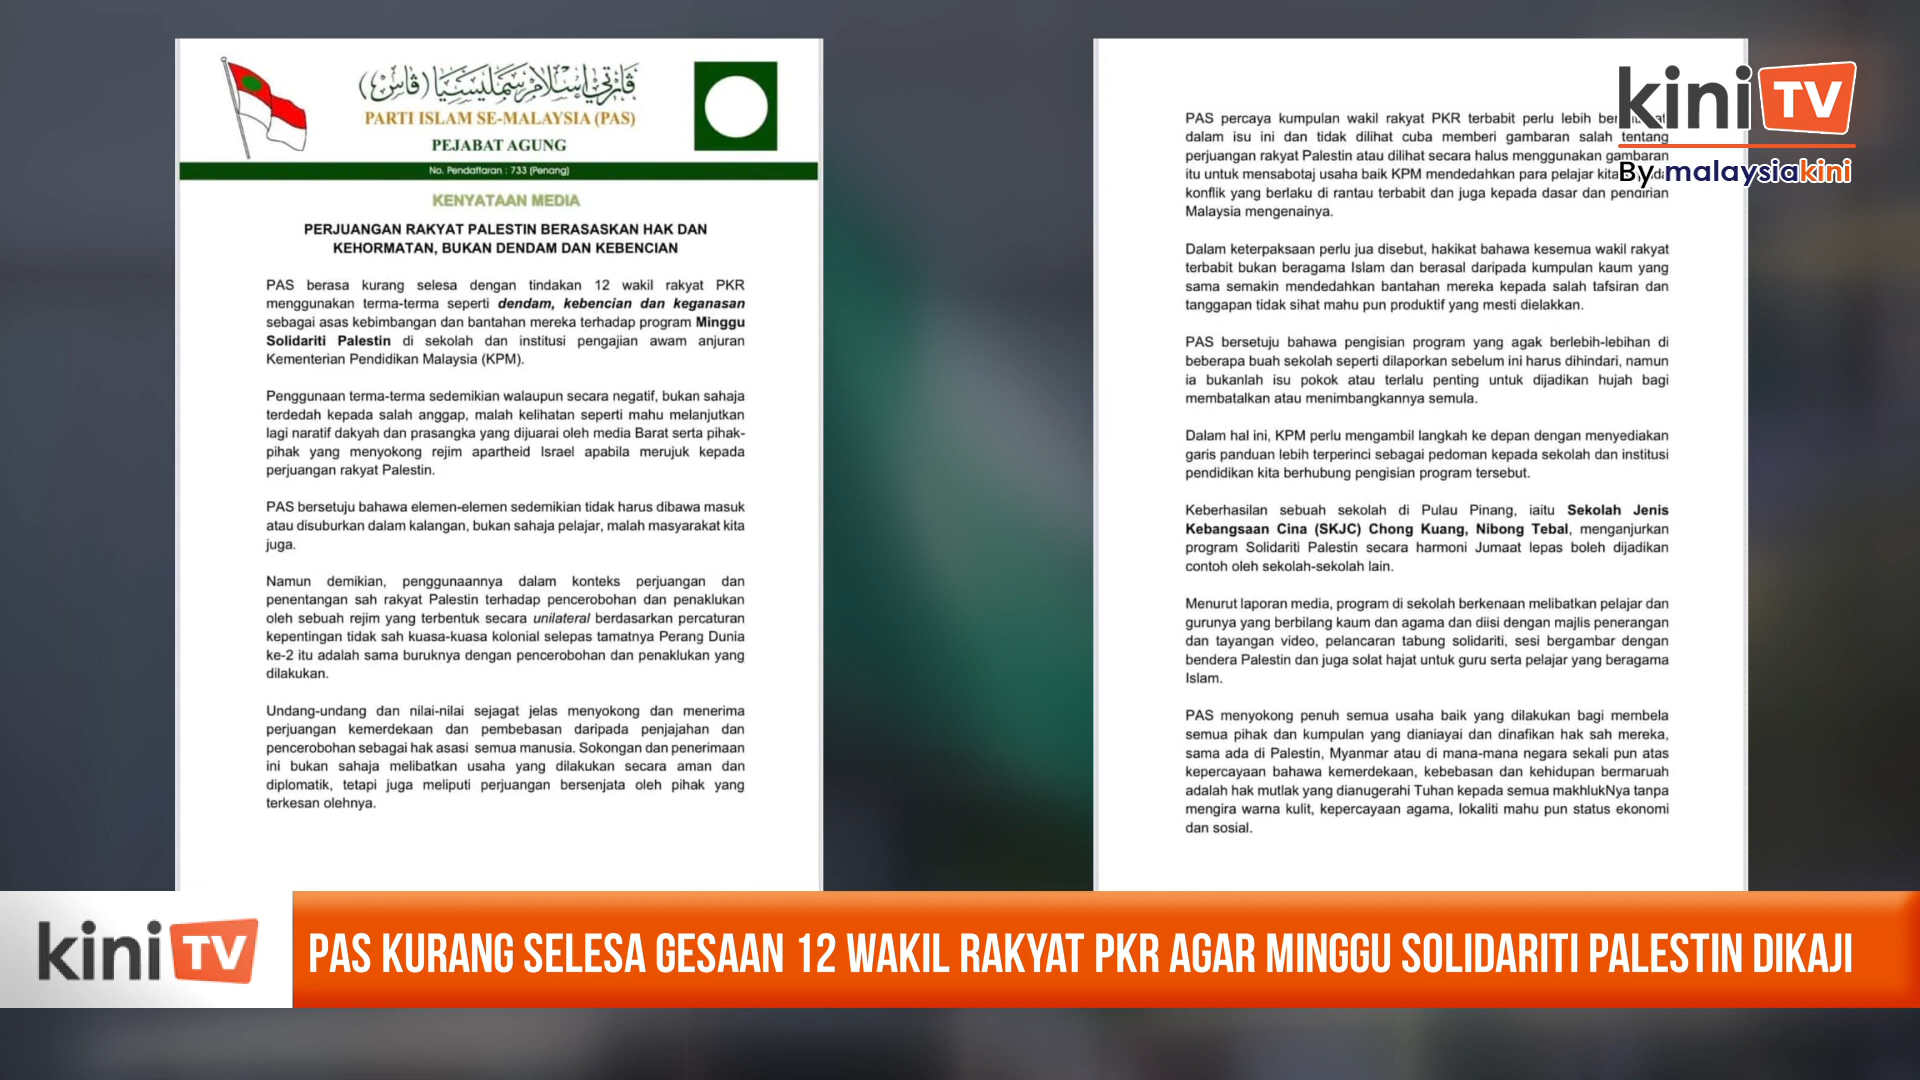 ڤرتي إسلام سمليسيا (ڤاس)
PARTI ISLAM SE-MALAYSIA (PAS)
PEJABAT AGUNG
No. Pendaftaran : 733 (Penang)
KENYATAAN MEDIA
PERJUANGAN RAKYAT PALESTIN BERASASKAN HAK DAN
KEHORMATAN, BUKAN DENDAM DAN KEBENCIAN
PAS berasa kurang selesa dengan tindakan 12 wakil rakyat PKR
menggunakan terma-terma seperti dendam, kebencian dan keganasan
sebagai asas kebimbangan dan bantahan mereka terhadap program Minggu
Solidariti Palestin di sekolah dan institusi pengajian awam anjuran
Kementerian Pendidikan Malaysia (KPM).
Penggunaan terma-terma sedemikian walaupun secara negatif, bukan sahaja
terdedah kepada salah anggap, malah kelihatan seperti mahu melanjutkan
lagi naratif dakyah dan prasangka yang dijuarai oleh media Barat serta pihak-
pihak yang menyokong rejim apartheid Israel apabila merujuk kepada
perjuangan rakyat Palestin.
PAS bersetuju bahawa elemen-elemen sedemikian tidak harus dibawa masuk
atau disuburkan dalam kalangan, bukan sahaja pelajar, malah masyarakat kita
juga.
Namun demikian, penggunaannya dalam konteks perjuangan dan
penentangan sah rakyat Palestin terhadap pencerobohan dan penaklukan
oleh sebuah rejim yang terbentuk secara unilateral berdasarkan percaturan
kepentingan tidak sah kuasa-kuasa kolonial selepas tamatnya Perang Dunia
ke-2 itu adalah sama buruknya dengan pencerobohan dan penaklukan yang
dilakukan.
Undang-undang dan nilai-nilai sejagat jelas menyokong dan menerima
perjuangan kemerdekaan dan pembebasan daripada penjajahan dan
pencerobohan sebagai hak asasi semua manusia. Sokongan dan penerimaan
ini bukan sahaja melibatkan usaha yang dilakukan secara aman dan
diplomatik, tetapi juga meliputi perjuangan bersenjata oleh pihak yang
terkesan olehnya.
PAS percaya kumpulan wakil rakyat PKR terbabit perlu lebih
dalam isu ini dan tidak dilihat cuba memberi gambaran salah tentang
perjuangan rakyat Palestin atau dilihat secara halus menggunakan gambaran
itu untuk mensabotaj usaha baik KPM mendedahkan para pelajar kita
konflik yang berlaku di rantau terbabit dan juga kepada dasar dan pendirian
Malaysia mengenainya.
Dalam keterpaksaan perlu jua disebut, hakikat bahawa kesemua wakil rakyat
terbabit bukan beragama Islam dan berasal daripada kumpulan kaum yang
sama semakin mendedahkan bantahan mereka kepada salah tafsiran dan
tanggapan tidak sihat mahu pun produktif yang mesti dielakkan.
PAS bersetuju bahawa pengisian program yang agak berlebih-lebihan di
beberapa buah sekolah seperti dilaporkan sebelum ini harus dihindari, namun
ia bukanlah isu pokok atau terlalu penting untuk dijadikan hujah bagi
membatalkan atau menimbangkannya semula.
Dalam hal ini, KPM perlu mengambil langkah ke depan dengan menyediakan
garis panduan lebih terperinci sebagai pedoman kepada sekolah dan institusi
pendidikan kita berhubung pengisian program tersebut.
Keberhasilan sebuah sekolah di Pulau Pinang, iaitu Sekolah Jenis
Kebangsaan Cina (SKJC) Chong Kuang, Nibong Tebal, menganjurkan
program Solidariti Palestin secara harmoni Jumaat lepas boleh dijadikan
contoh oleh sekolah-sekolah lain.
Menurut laporan media, program di sekolah berkenaan melibatkan pelajar dan
gurunya yang berbilang kaum dan agama dan diisi dengan majlis penerangan
dan tayangan video, pelancaran tabung solidariti, sesi bergambar dengan
bendera Palestin dan juga solat hajat untuk guru serta pelajar yang beragama
Islam.
PAS menyokong penuh semua usaha baik yang dilakukan bagi membela
semua pihak dan kumpulan yang dianiayai dan dinafikan hak sah mereka,
sama ada di Palestin, Myanmar atau di mana-mana negara sekali pun atas
kepercayaan bahawa kemerdekaan, kebebasan dan kehidupan bermaruah
adalah hak mutlak yang dianugerahi Tuhan kepada semua makhlukNya tanpa
mengira warna kulit, kepercayaan agama, lokaliti mahu pun status ekonomi
dan sosial.
kini TV
By malaysiakini
kini TV
PAS KURANG SELESA GESAAN 12 WAKIL RAKYAT PKR AGAR MINGGU SOLIDARITI PALESTIN DIKAJI